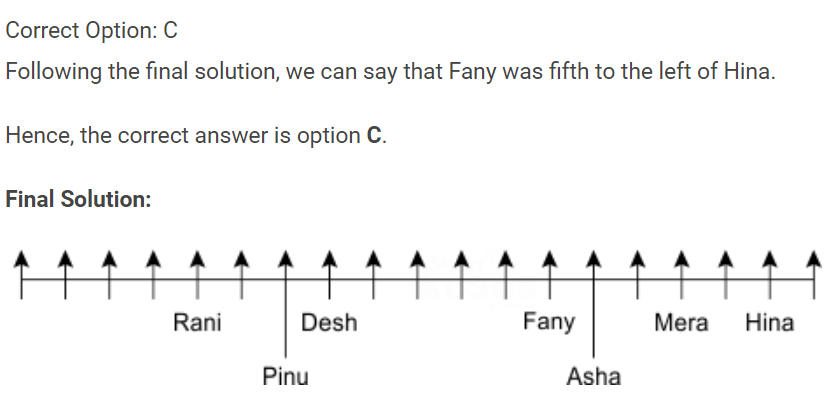 Correct Option: C
Following the final solution, we can say that Fany was fifth to the left of Hina.
Hence, the correct answer is option C.
Final Solution:
Rani Desh Fany Mera Hina
Pinu Asha